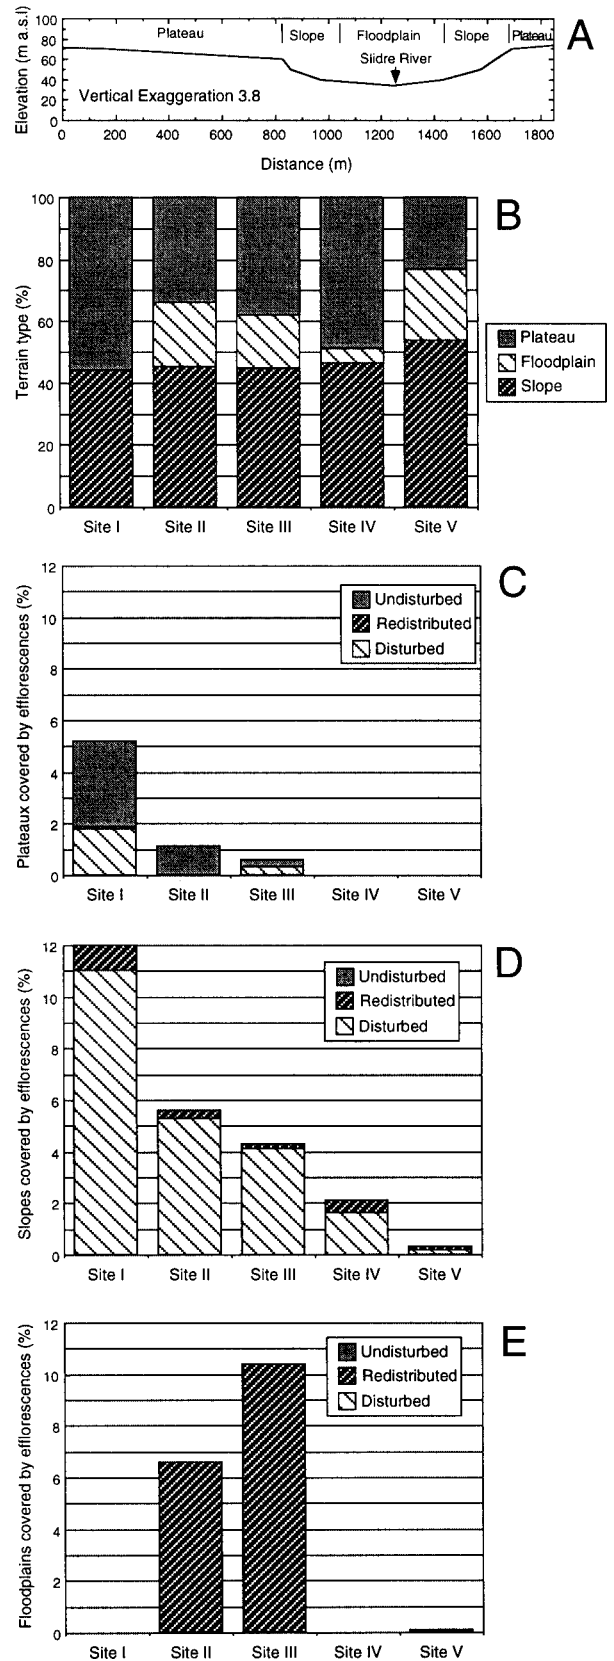 A
Elevation (m a.s.l)
100
80
60
40
20
0
Plateau
Slope
Floodplain
Slope
Plateau
Slidre River
Vertical Exaggeration 3.8
0 200 400 600 800 1000 1200 1400 1600 1800
Distance (m)
B
Terrain type (%)
100
80
60
40
20
0
Site I Site II Site III Site IV Site V
Plateau
Floodplain
Slope
C
Plateaux covered by efflorescences (%)
12
10
8
6
4
2
0
Undisturbed
Redistributed
Disturbed
Site I Site II Site III Site IV Site V
D
Slopes covered by efflorescences (%)
12
10
8
6
4
2
0
Undisturbed
Redistributed
Disturbed
Site I Site II Site III Site IV Site V
E
Floodplains covered by efflorescences (%)
12
10
8
6
4
2
0
Undisturbed
Redistributed
Disturbed
Site I Site II Site III Site IV Site V